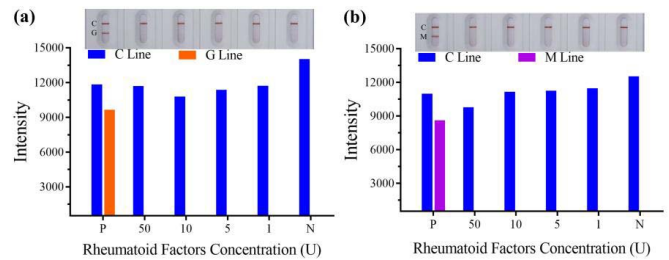 (a)
C
G
C Line
G Line
15000
12000
9000
6000
3000
Intensity
P 50 10 5 1 N
Rheumatoid Factors Concentration (U)
(b)
C
M
C Line
M Line
15000
12000
9000
6000
3000
Intensity
P 50 10 5 1 N
Rheumatoid Factors Concentration (U)